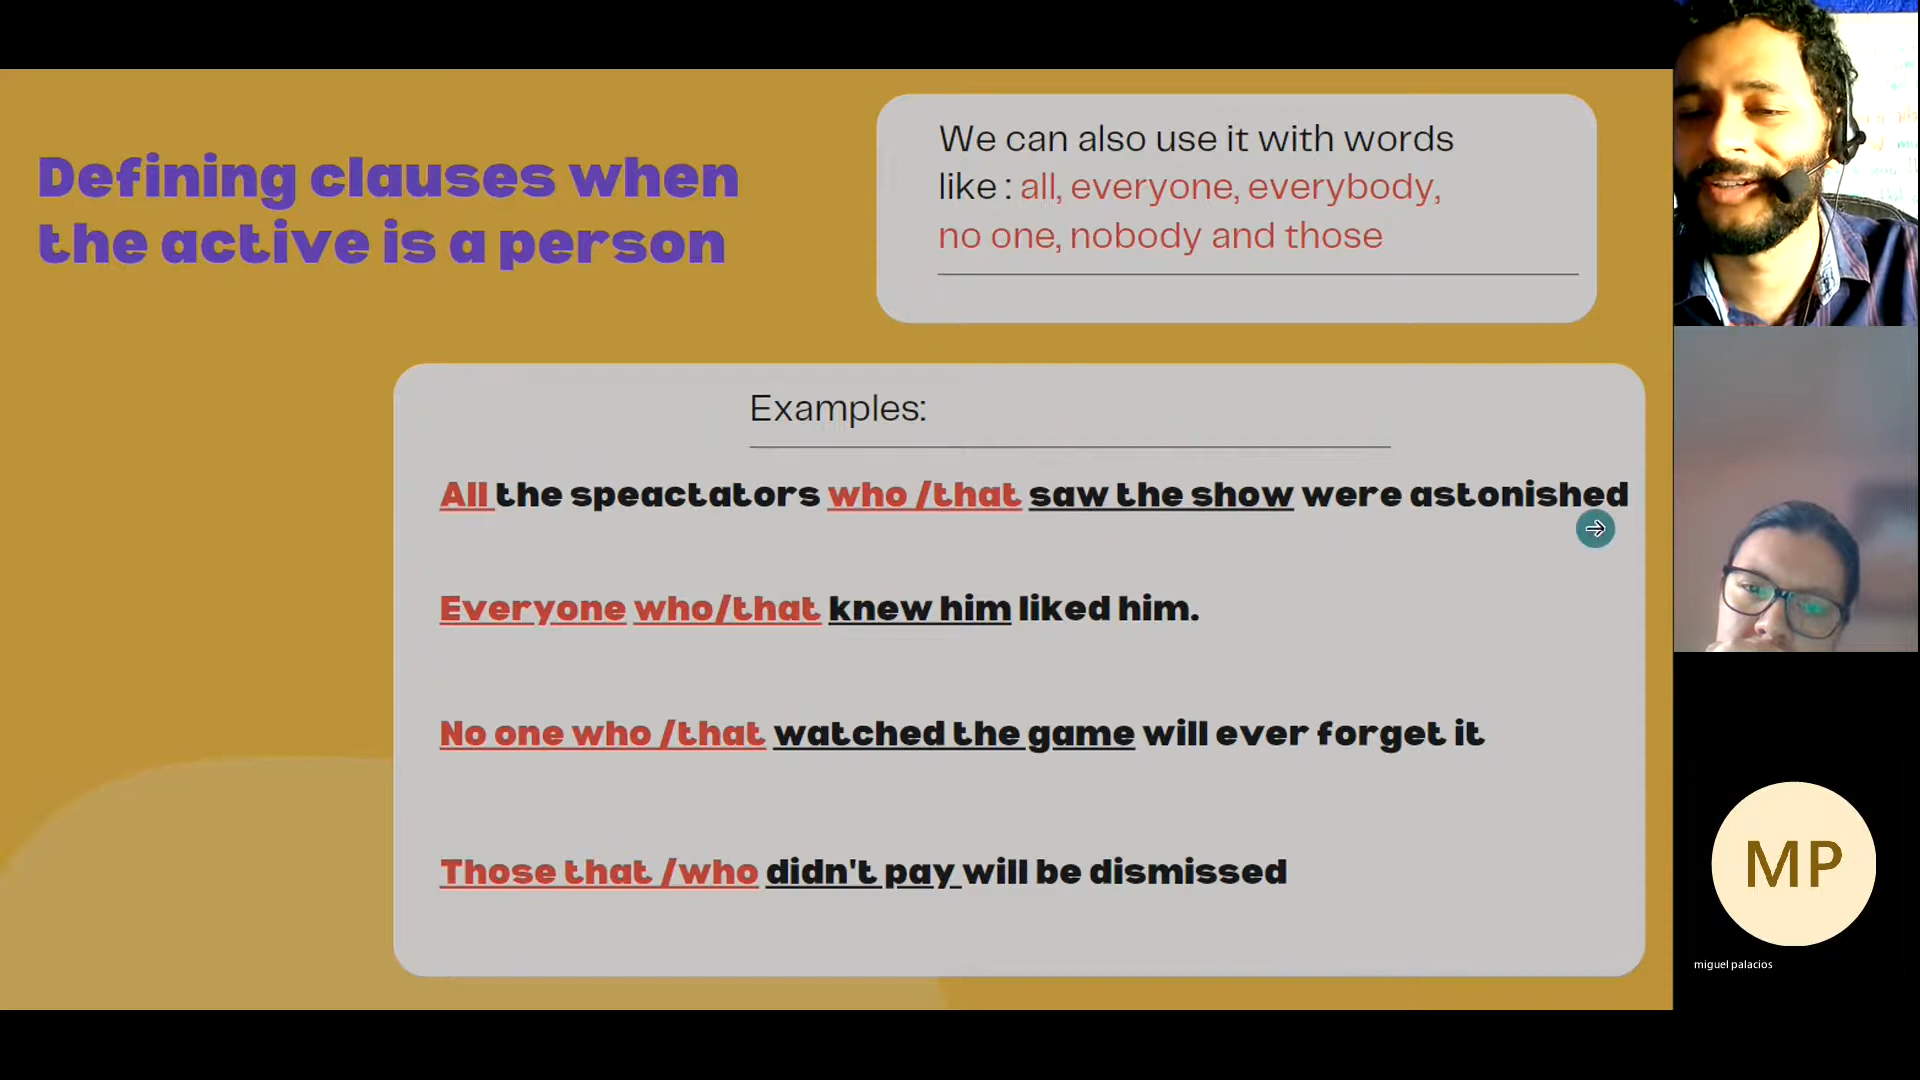 Defining clauses when
the active is a person
We can also use it with words
like : all, everyone, everybody,
no one, nobody and those
Examples:
All the speactators who /that saw the show were astonished
Everyone who/that knew him liked him.
No one who /that watched the game will ever forget it
Those that /who didn't pay will be dismissed
MP
miguel palacios